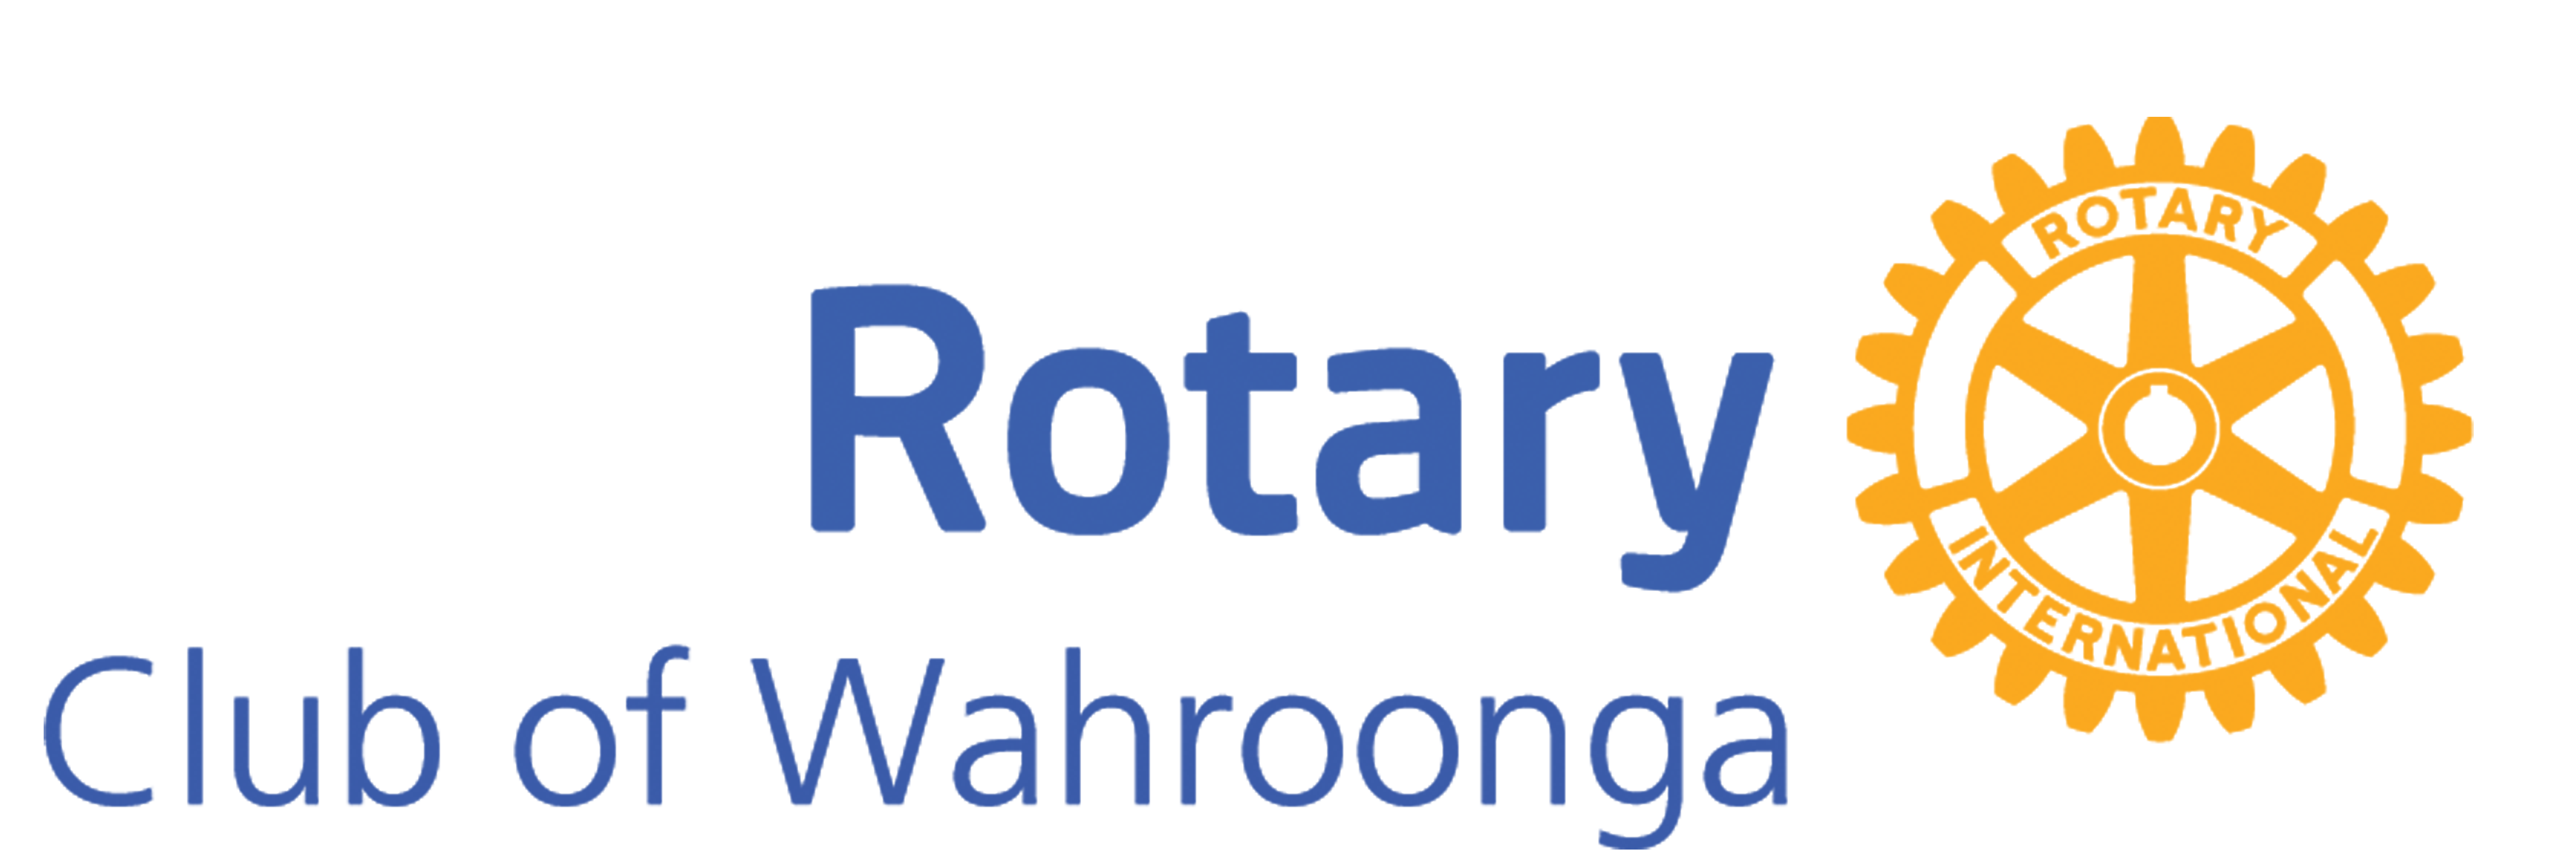 Rotary
Club of Wahroonga
ROTARY
INTERNATIONAL